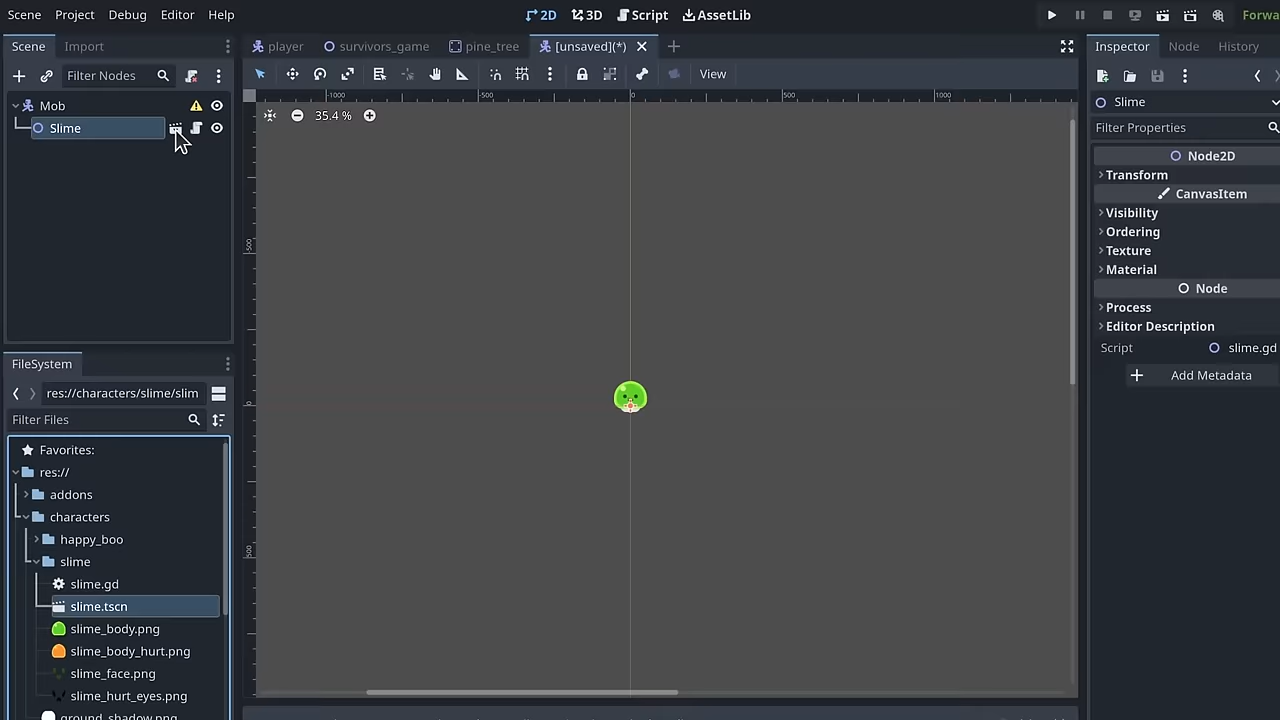 Scene Project Debug Editor Help 2D 3D Script AssetLib Forwa
Scene Import player survivors_game pine_tree [unsaved](*) Inspector Node History
Filter Nodes View
Mob
Slime
-1000 -500 0 500 1000
35.4 %
-500
0
500
FileSystem
res://characters/slime/slim
Filter Files
Favorites:
res://
addons
characters
happy_boo
slime
slime.gd
slime.tscn
slime_body.png
slime_body_hurt.png
slime_face.png
slime_hurt_eyes.png
ground_shadow.png
Slime
Filter Properties
Node2D
Transform
CanvasItem
Visibility
Ordering
Texture
Material
Node
Process
Editor Description
Script slime.gd
Add Metadata